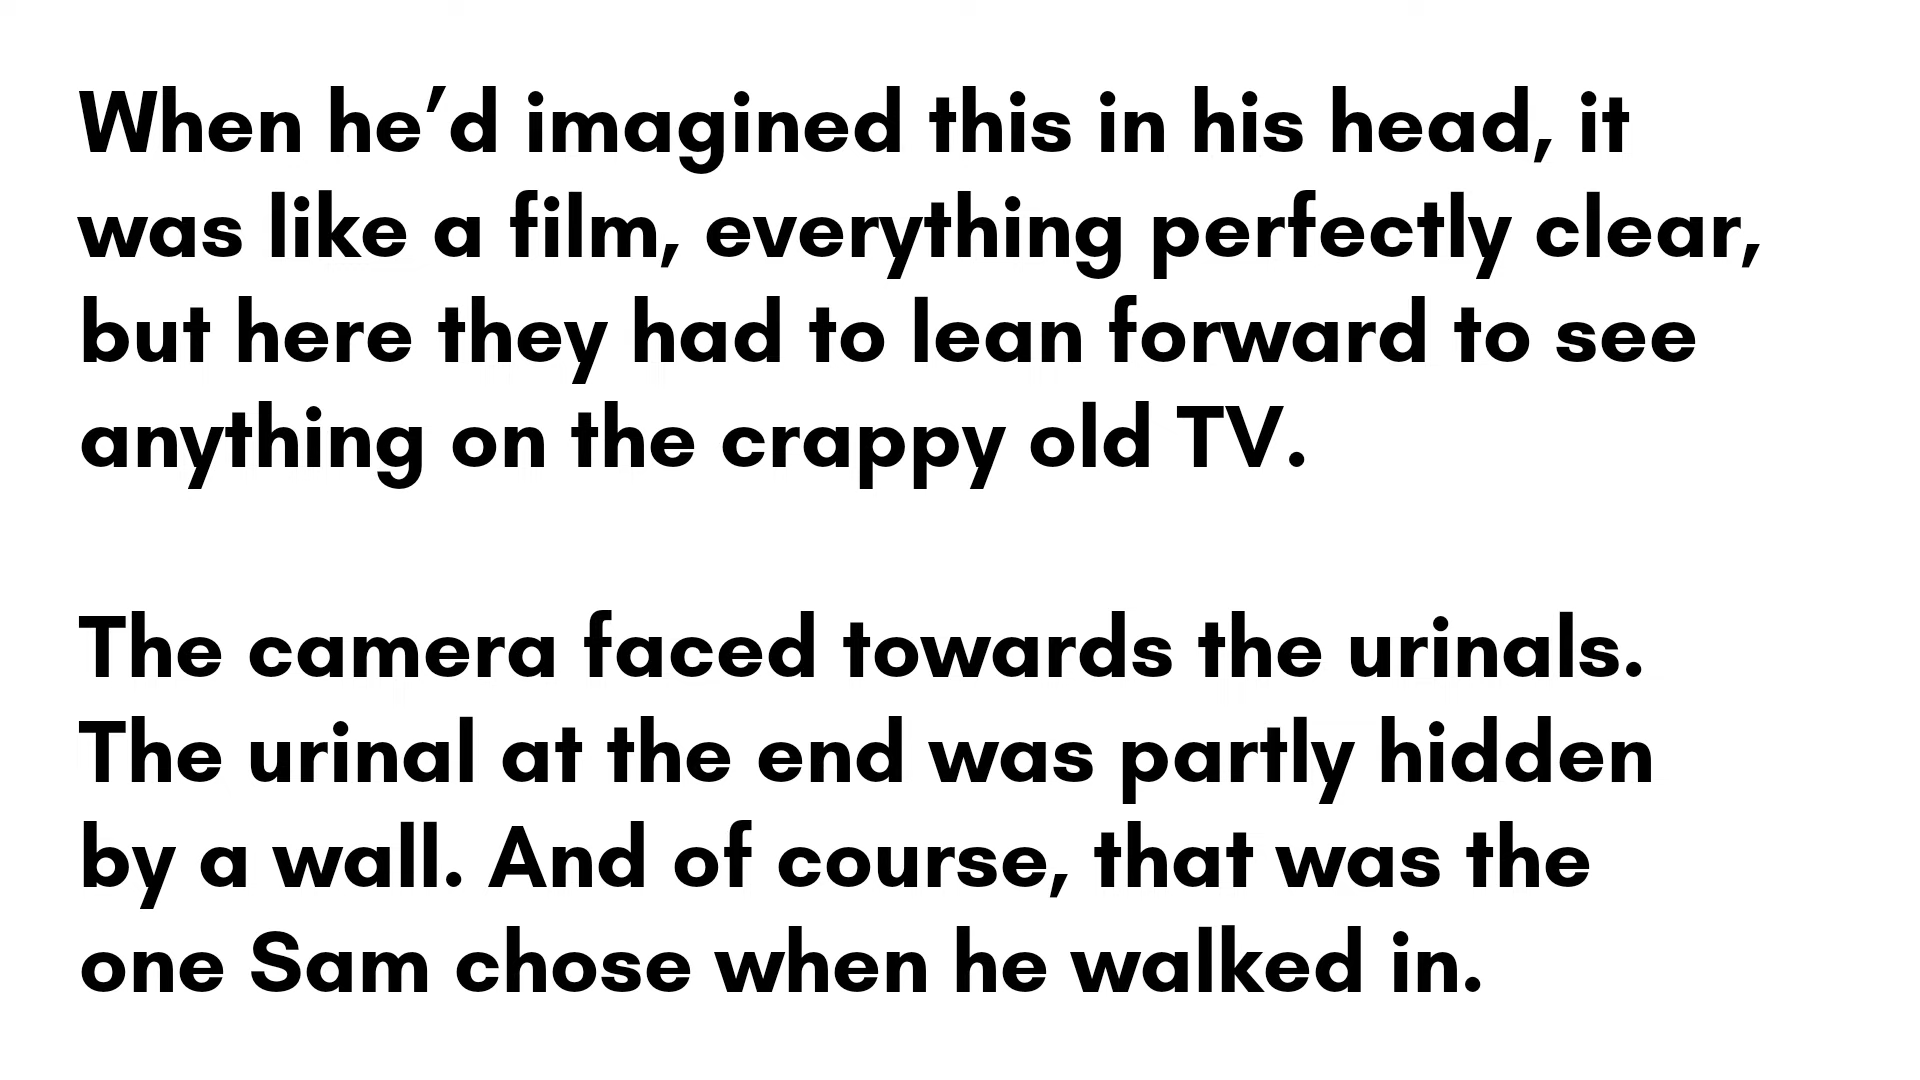 When he’d imagined this in his head, it
was like a film, everything perfectly clear,
but here they had to lean forward to see
anything on the crappy old TV.
The camera faced towards the urinals.
The urinal at the end was partly hidden
by a wall. And of course, that was the
one Sam chose when he walked in.